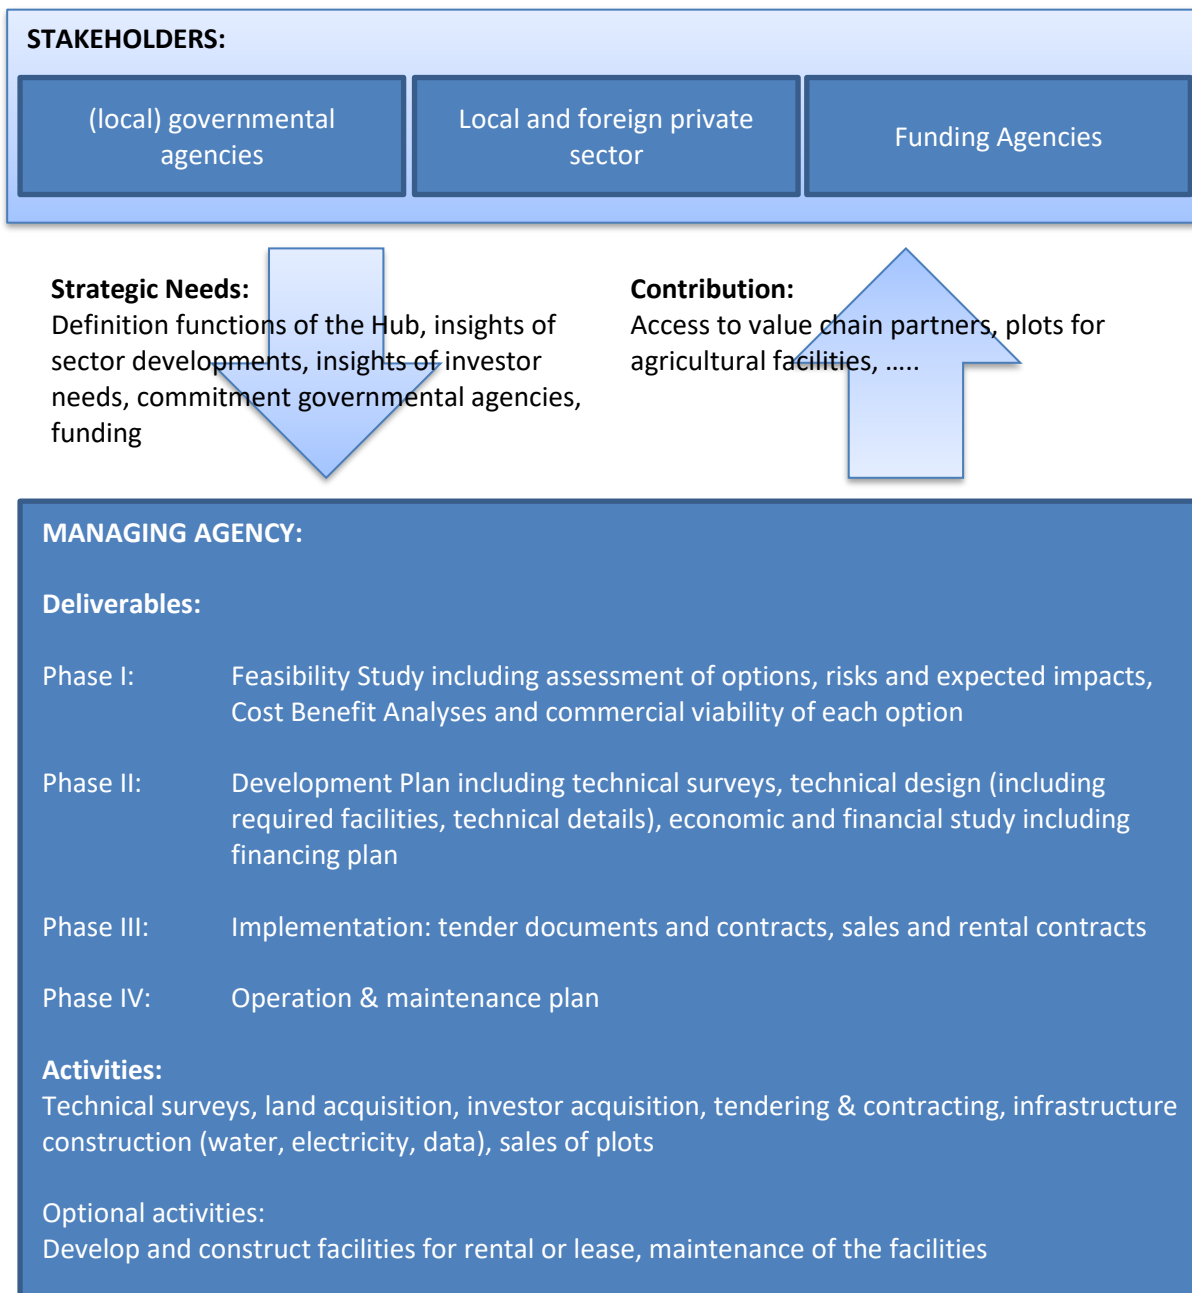 STAKEHOLDERS:
(local) governmental
agencies
Local and foreign private
sector
Funding Agencies
Strategic Needs:
Definition functions of the Hub, insights of
sector developments, insights of investor
needs, commitment governmental agencies,
funding
Contribution:
Access to value chain partners, plots for
agricultural facilities, …..
MANAGING AGENCY:
Deliverables:
Phase I: Feasibility Study including assessment of options, risks and expected impacts,
Cost Benefit Analyses and commercial viability of each option
Phase II: Development Plan including technical surveys, technical design (including
required facilities, technical details), economic and financial study including
financing plan
Phase III: Implementation: tender documents and contracts, sales and rental contracts
Phase IV: Operation & maintenance plan
Activities:
Technical surveys, land acquisition, investor acquisition, tendering & contracting, infrastructure
construction (water, electricity, data), sales of plots
Optional activities:
Develop and construct facilities for rental or lease, maintenance of the facilities